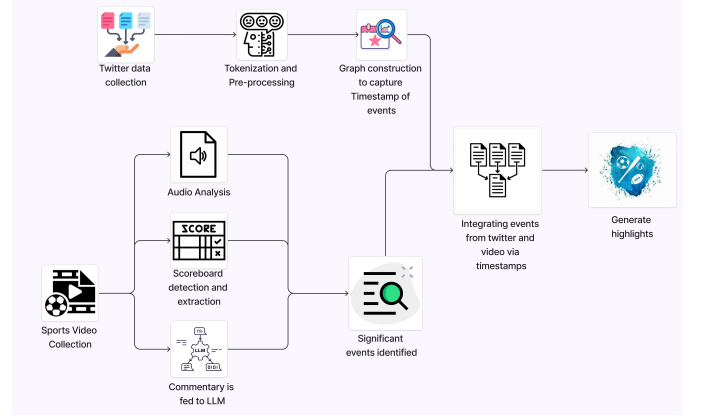 Twitter data
collection
Tokenization and
Pre-processing
Graph construction
to capture
Timestamp of
events
Audio Analysis
SCORE
Scoreboard
detection and
extraction
Sports Video
Collection
LLM
Commentary is
fed to LLM
Significant
events identified
Integrating events
from twitter and
video via
timestamps
Generate
highlights